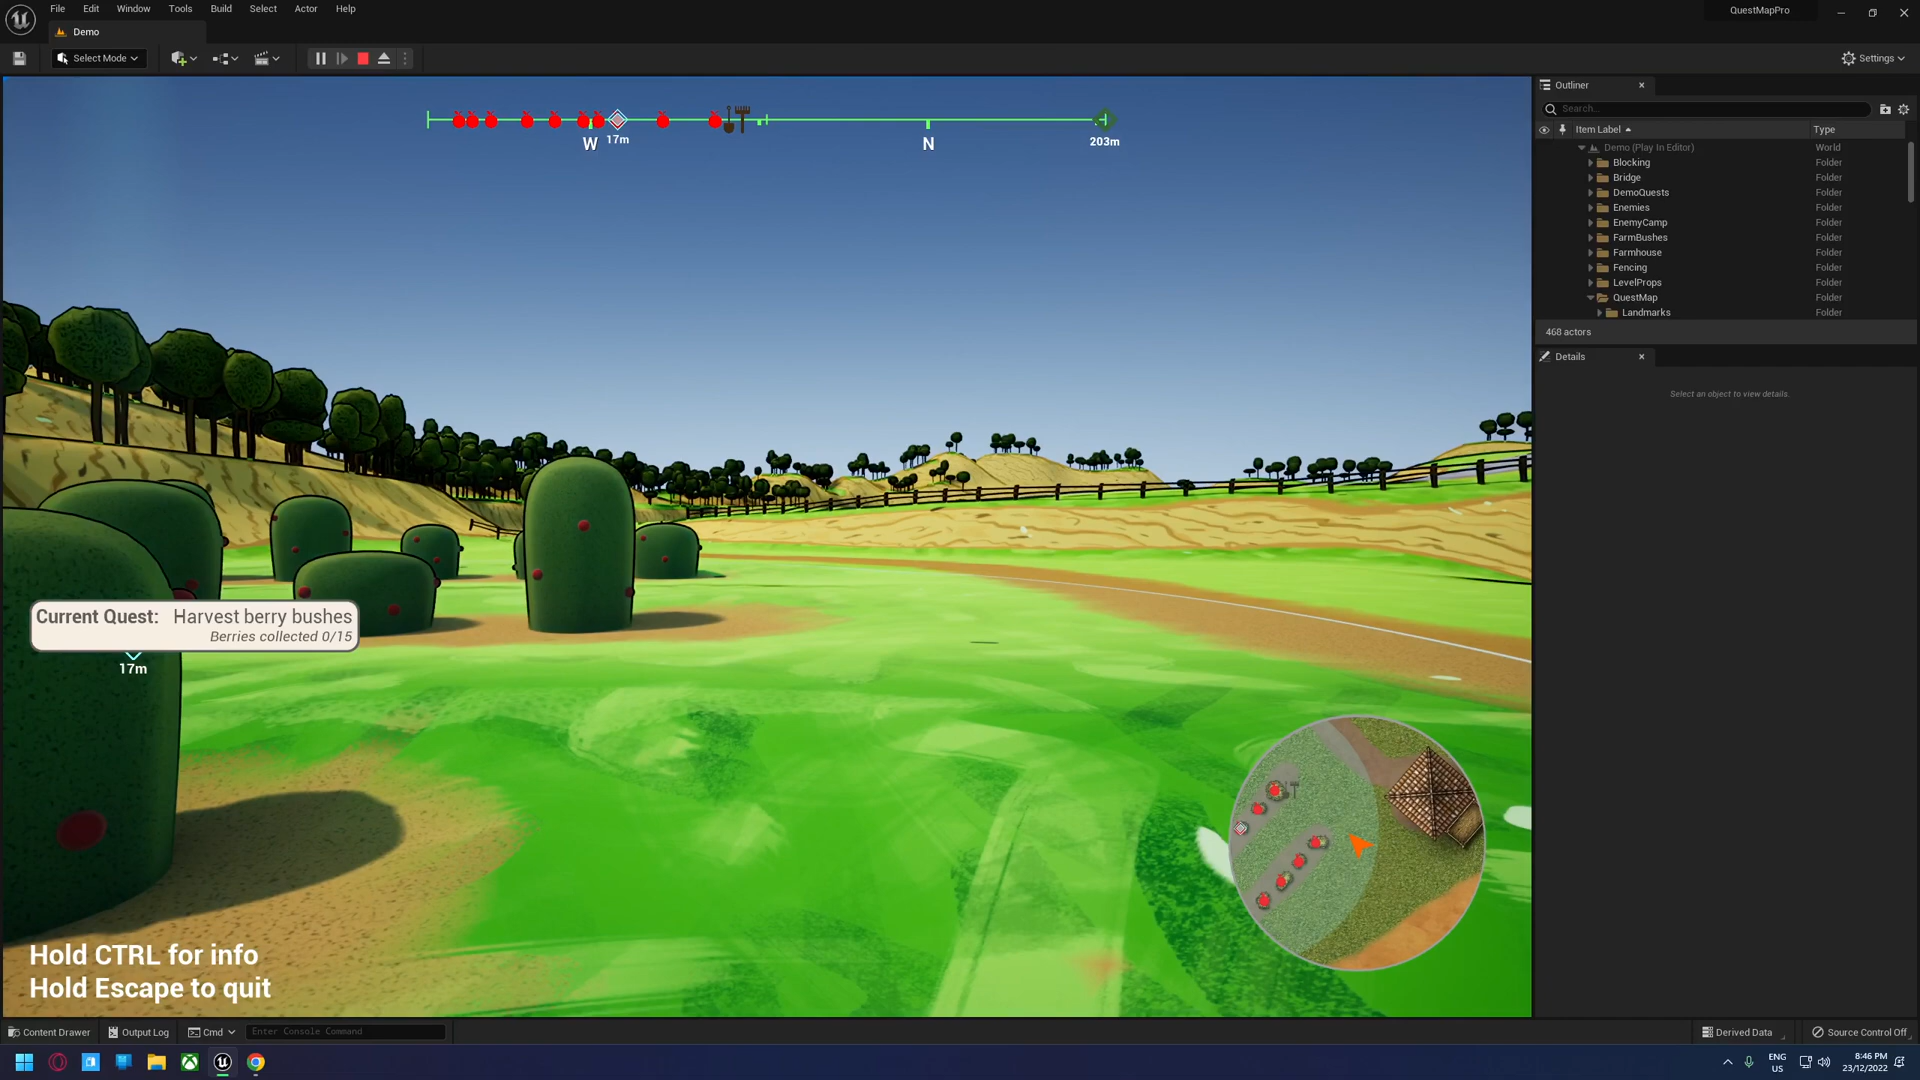 File Edit Window Tools Build Select Actor Help
QuestMapPro
Demo
Select Mode
Settings
Outliner
Search...
Item Label Type
Demo (Play In Editor) World
Blocking Folder
Bridge Folder
DemoQuests Folder
Enemies Folder
EnemyCamp Folder
FarmBushes Folder
Farmhouse Folder
Fencing Folder
LevelProps Folder
QuestMap Folder
Landmarks Folder
468 actors
Details
Select an object to view details.
17m
W N 203m
Current Quest: Harvest berry bushes
Berries collected 0/15
17m
Hold CTRL for info
Hold Escape to quit
Content Drawer Output Log Cmd Enter Console Command Derived Data Source Control Off
ENG
US
8:46 PM
23/12/2022